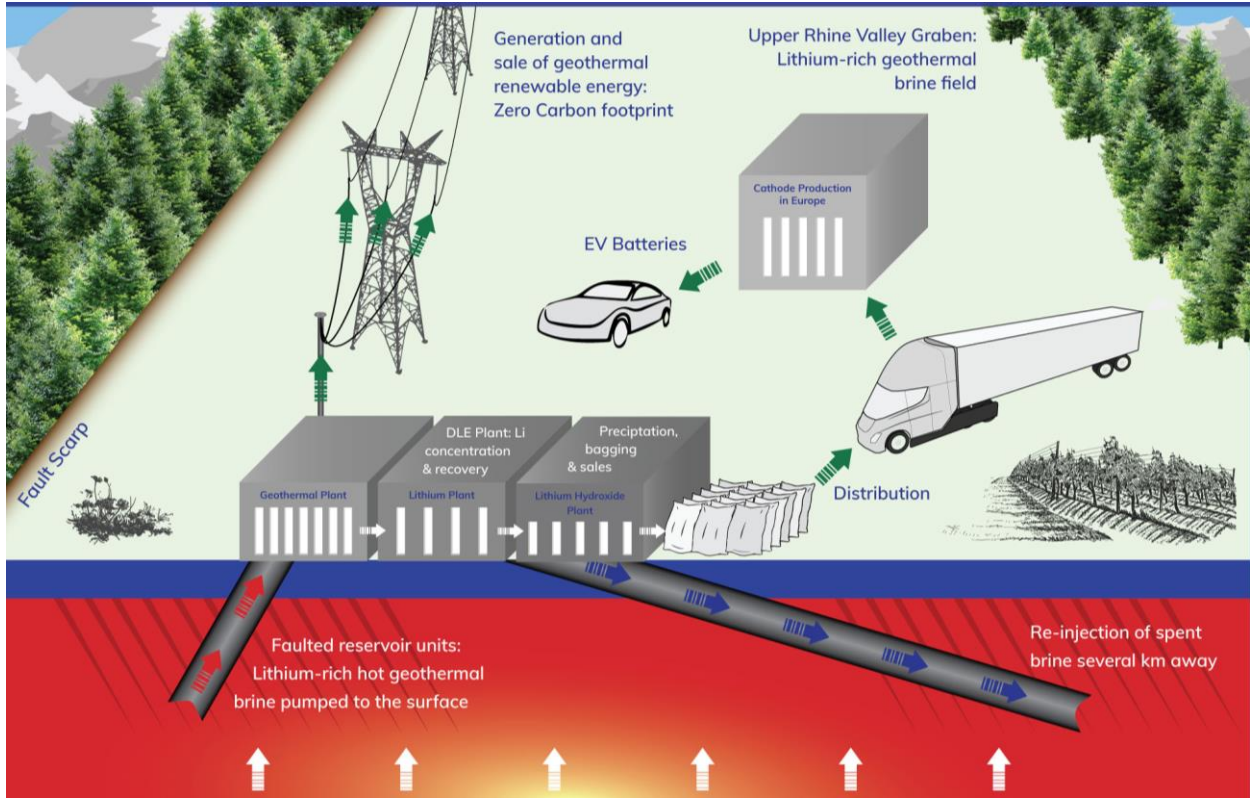 Generation and
sale of geothermal
renewable energy:
Zero Carbon footprint
Upper Rhine Valley Graben:
Lithium-rich geothermal
brine field
Cathode Production
in Europe
EV Batteries
Fault Scarp
DLE Plant: Li
concentration
& recovery
Preciptation,
bagging
& sales
Geothermal Plant
Lithium Plant
Lithium Hydroxide
Plant
Distribution
Faulted reservoir units:
Lithium-rich hot geothermal
brine pumped to the surface
Re-injection of spent
brine several km away